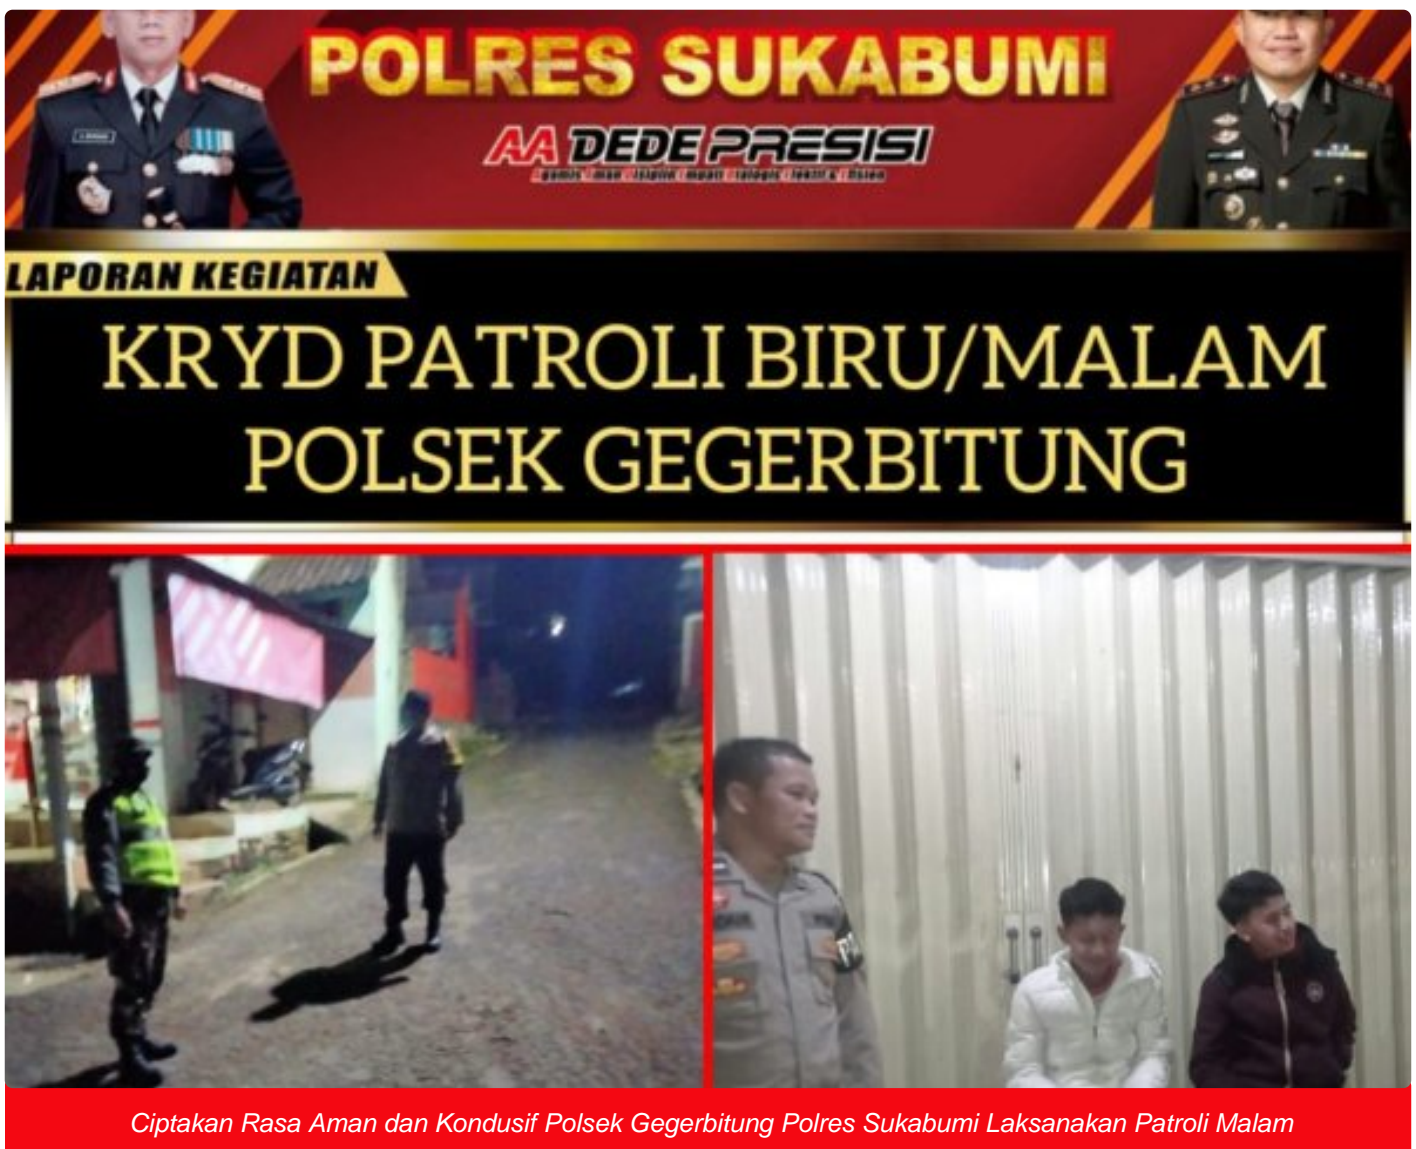 POLRES SUKABUMI
AA DEDE PRESISI
LAPORAN KEGIATAN
KRYD PATROLI BIRU/MALAM
POLSEK GEGERBITUNG
Ciptakan Rasa Aman dan Kondusif Polsek Gegerbitung Polres Sukabumi Laksanakan Patroli Malam